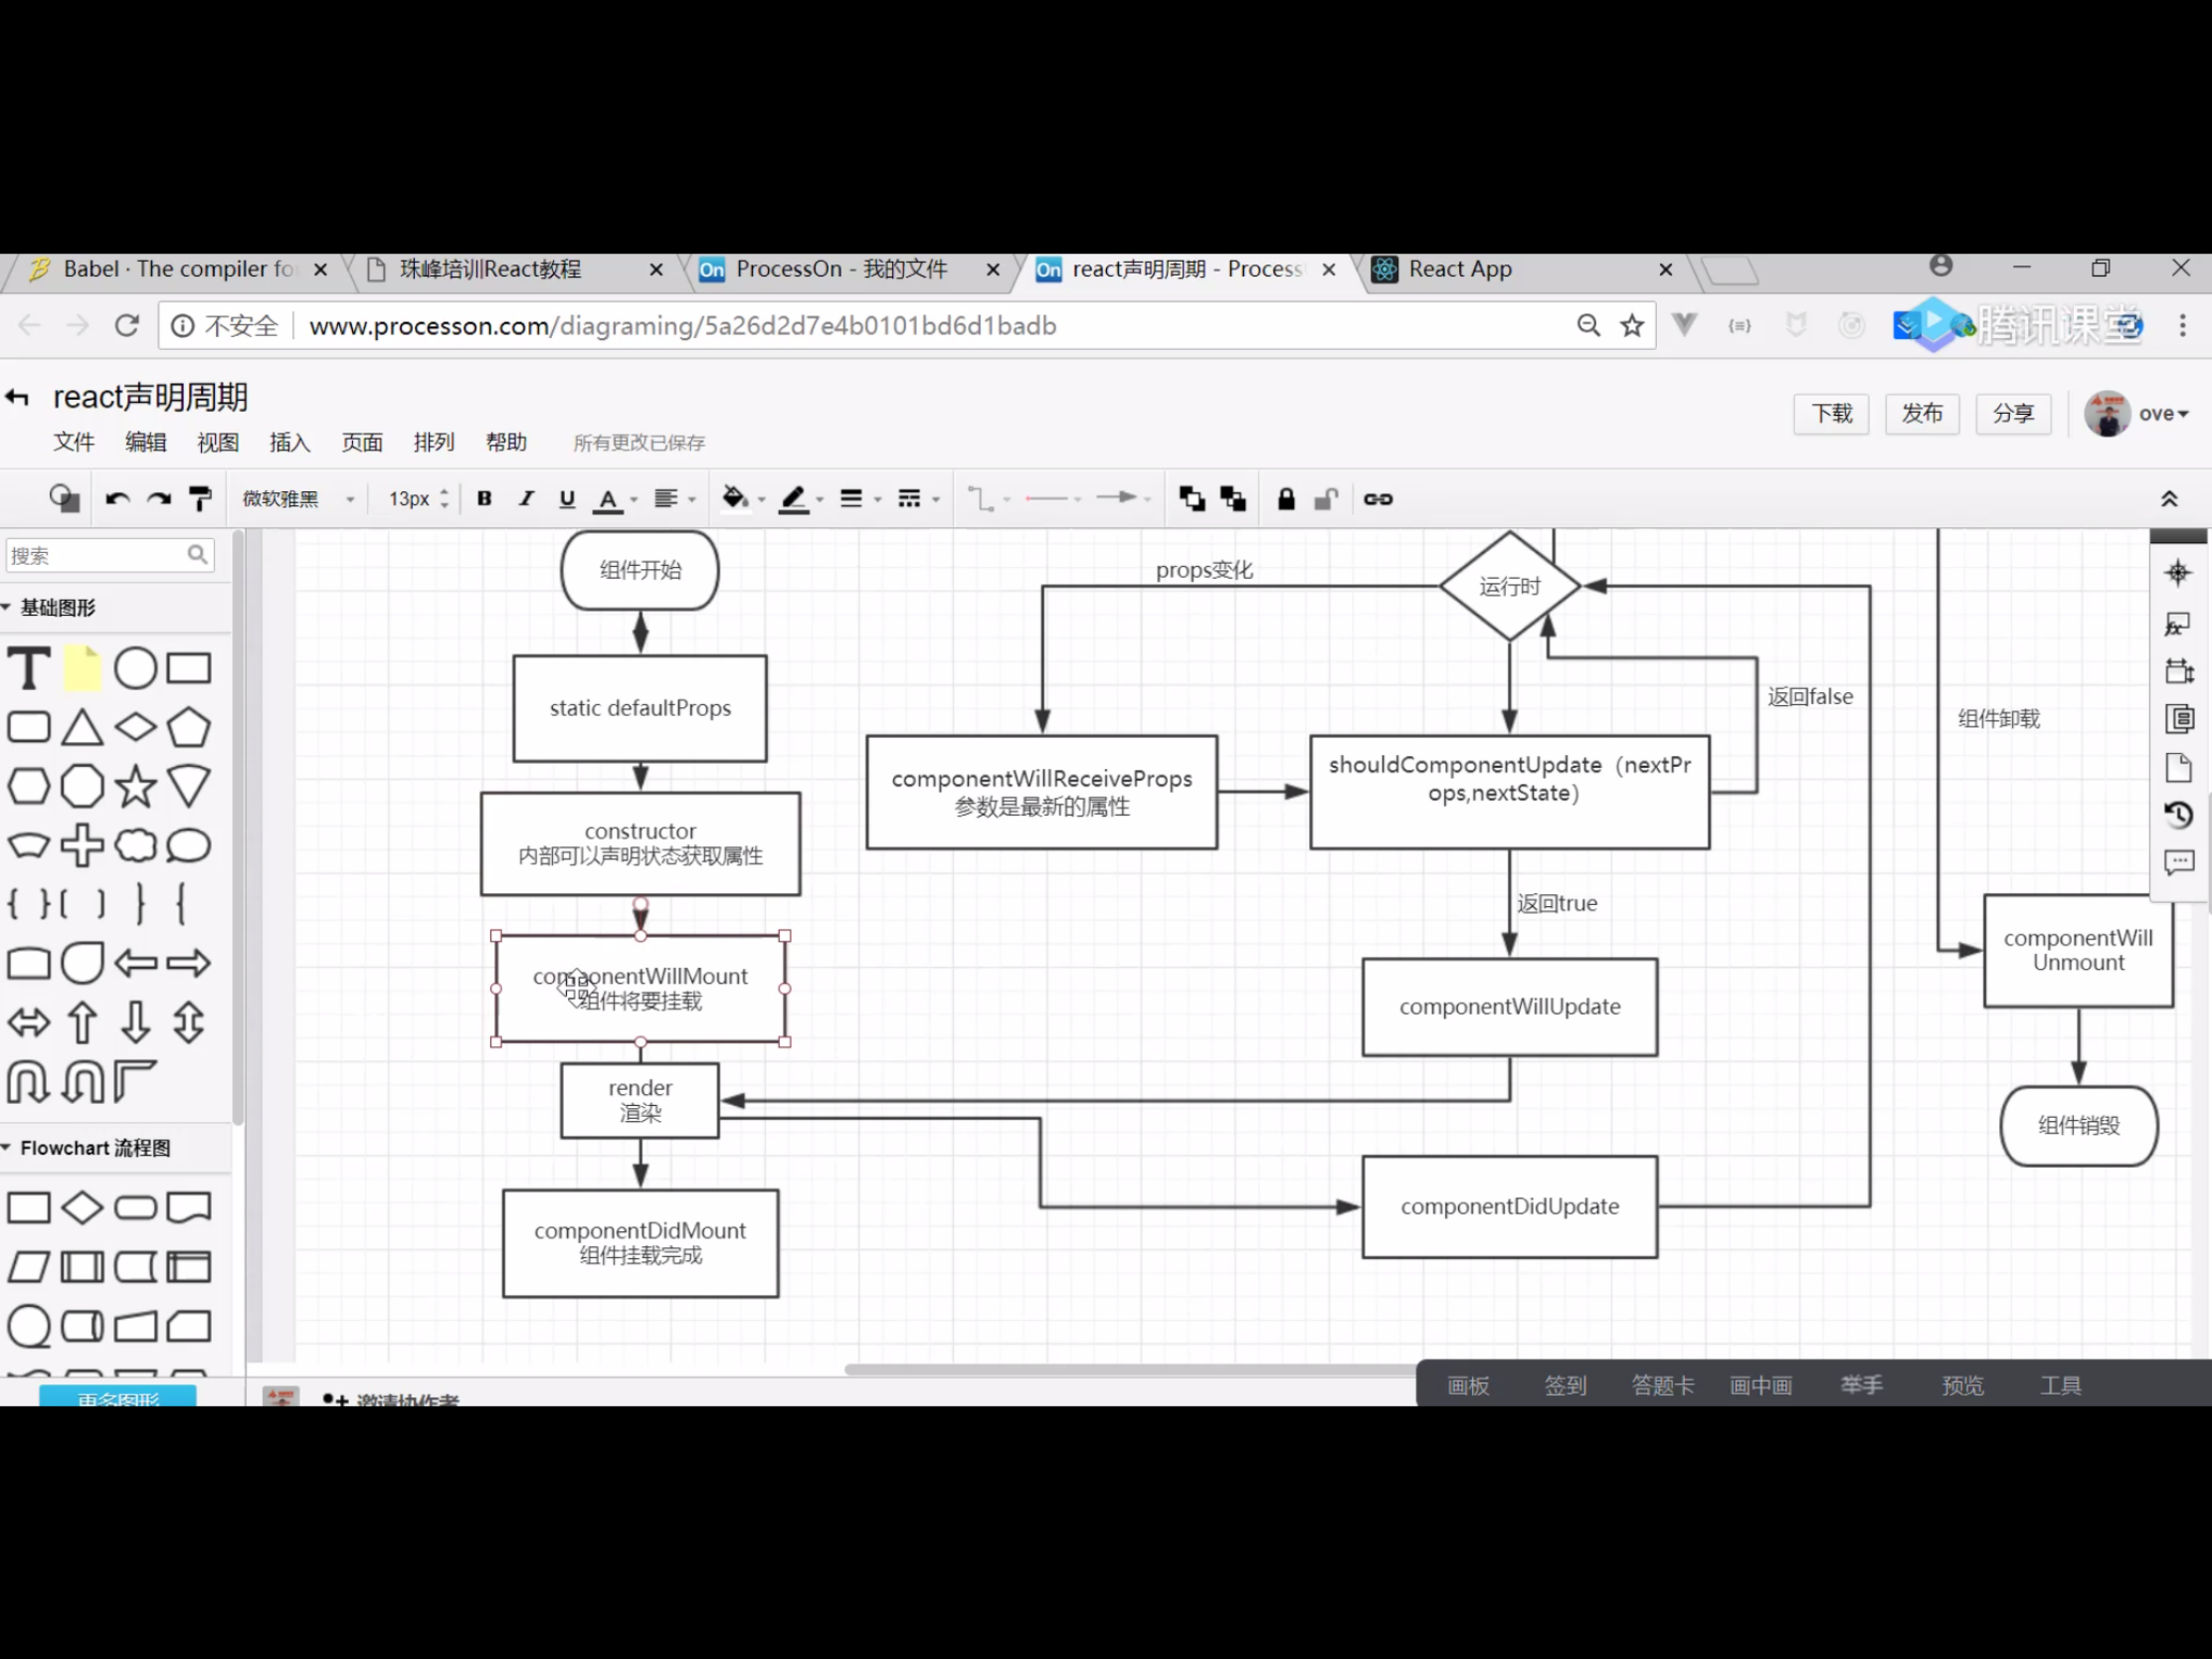 Babel · The compiler fo
珠峰培训React教程
On ProcessOn - 我的文件
On react声明周期 - Process
React App
不安全 www.processon.com/diagraming/5a26d2d7e4b0101bd6d1badb
腾讯课堂
react声明周期
下载 发布 分享 ove
文件 编辑 视图 插入 页面 排列 帮助 所有更改已保存
微软雅黑 13px B I U A
搜索
基础图形
T
Flowchart 流程图
更多图形
组件开始
static defaultProps
constructor
内部可以声明状态获取属性
componentWillMount
组件将要挂载
render
渲染
componentDidMount
组件挂载完成
props变化
运行时
componentWillReceiveProps
参数是最新的属性
shouldComponentUpdate（nextPr
ops,nextState）
返回false
返回true
componentWillUpdate
componentDidUpdate
组件卸载
componentWill
Unmount
组件销毁
fx
邀请协作者
画板 签到 答题卡 画中画 举手 预览 工具